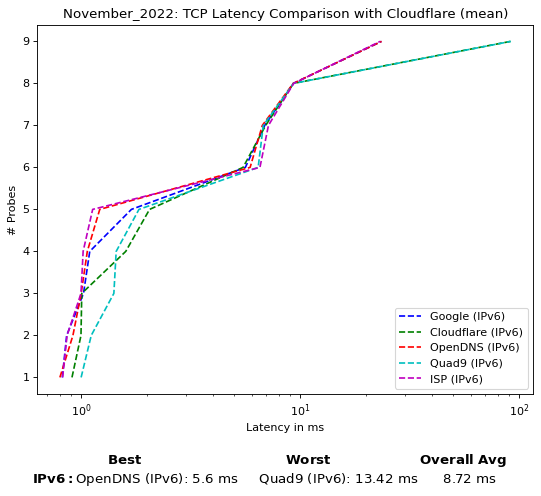 November_2022: TCP Latency Comparison with Cloudflare (mean)
# Probes
9
8
7
6
5
4
3
2
1
Google (IPv6)
Cloudflare (IPv6)
OpenDNS (IPv6)
Quad9 (IPv6)
ISP (IPv6)
10⁰ 10¹ 10²
Latency in ms
Best Worst Overall Avg
IPv6: OpenDNS (IPv6): 5.6 ms Quad9 (IPv6): 13.42 ms 8.72 ms